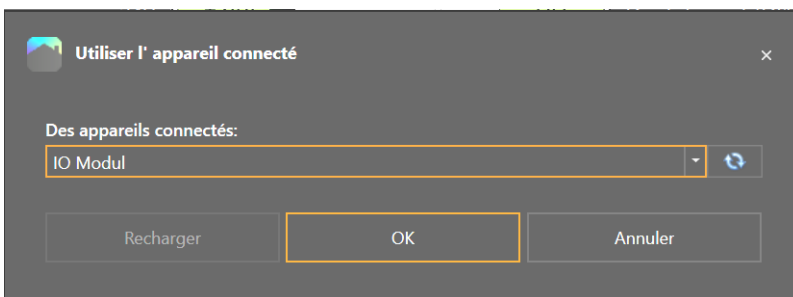 Utiliser l' appareil connecté
Des appareils connectés:
IO Modul
Recharger OK Annuler